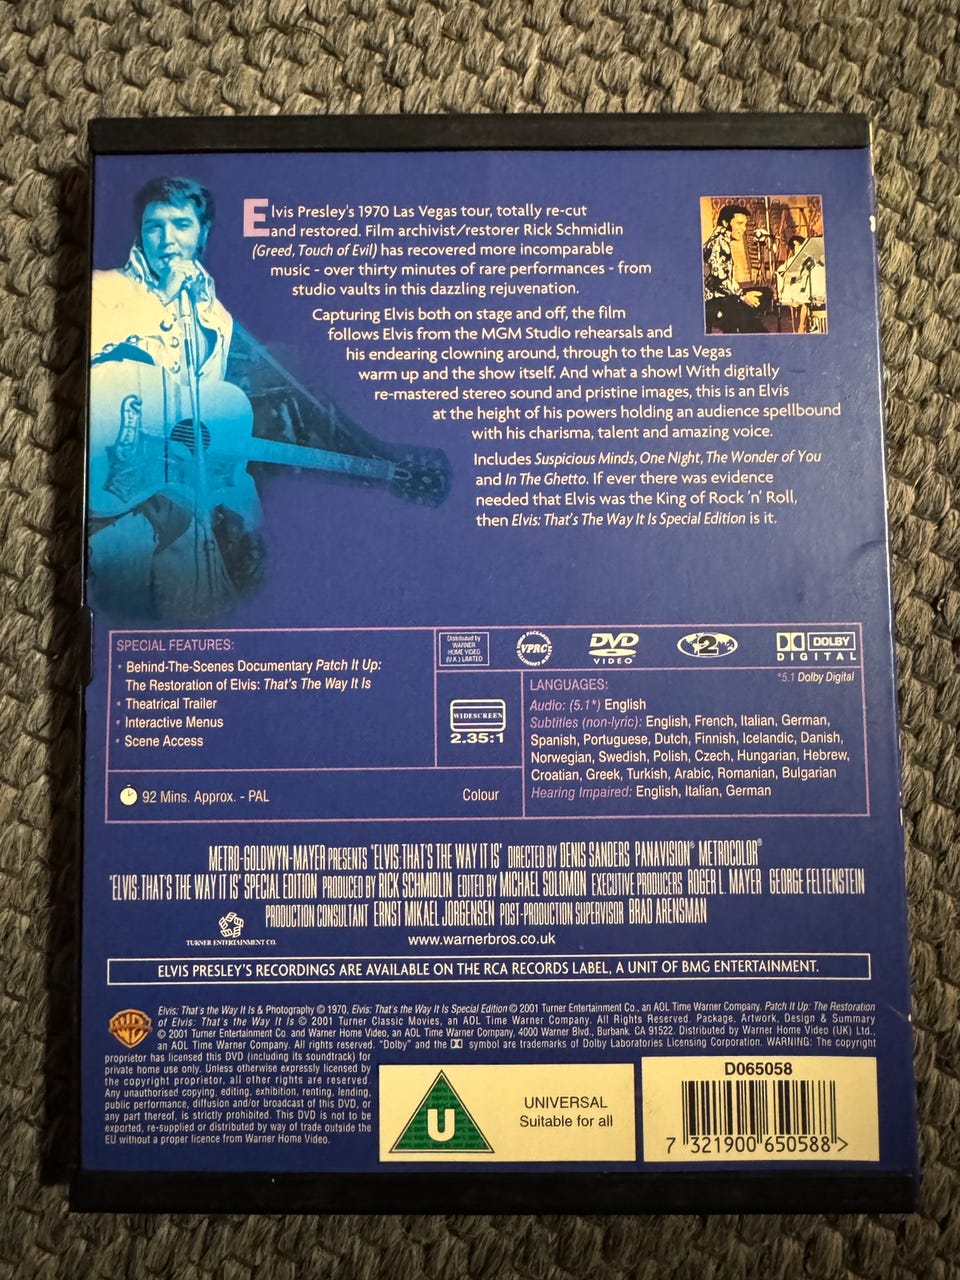 Elvis Presley's 1970 Las Vegas tour, totally re-cut
and restored. Film archivist/restorer Rick Schmidlin
(Greed, Touch of Evil) has recovered more incomparable
music - over thirty minutes of rare performances - from
studio vaults in this dazzling rejuvenation.
Capturing Elvis both on stage and off, the film
follows Elvis from the MGM Studio rehearsals and
his endearing clowning around, through to the Las Vegas
warm up and the show itself. And what a show! With digitally
re-mastered stereo sound and pristine images, this is an Elvis
at the height of his powers holding an audience spellbound
with his charisma, talent and amazing voice.
Includes Suspicious Minds, One Night, The Wonder of You
and In The Ghetto. If ever there was evidence
needed that Elvis was the King of Rock 'n' Roll,
then Elvis: That's The Way It Is Special Edition is it.
SPECIAL FEATURES:
• Behind-The-Scenes Documentary Patch It Up:
The Restoration of Elvis: That's The Way It Is
• Theatrical Trailer
• Interactive Menus
• Scene Access
92 Mins. Approx. - PAL
Colour
Distributed by
WARNER
HOME VIDEO
(U.K.) LIMITED
VPRC
DVD
VIDEO
2
DOLBY
DIGITAL
*5.1 Dolby Digital
WIDESCREEN
2.35:1
LANGUAGES:
Audio: (5.1*) English
Subtitles (non-lyric): English, French, Italian, German,
Spanish, Portuguese, Dutch, Finnish, Icelandic, Danish,
Norwegian, Swedish, Polish, Czech, Hungarian, Hebrew,
Croatian, Greek, Turkish, Arabic, Romanian, Bulgarian
Hearing Impaired: English, Italian, German
METRO-GOLDWYN-MAYER PRESENTS "ELVIS: THAT'S THE WAY IT IS" DIRECTED BY DENIS SANDERS PANAVISION® METROCOLOR®
"ELVIS: THAT'S THE WAY IT IS" SPECIAL EDITION PRODUCED BY RICK SCHMIDLIN EDITED BY MICHAEL SOLOMON EXECUTIVE PRODUCERS ROGER L. MAYER GEORGE FELTENSTEIN
PRODUCTION CONSULTANT ERNST MIKAEL JORGENSEN POST-PRODUCTION SUPERVISOR BRAD ARENSMAN
TURNER ENTERTAINMENT CO.
www.warnerbros.co.uk
ELVIS PRESLEY'S RECORDINGS ARE AVAILABLE ON THE RCA RECORDS LABEL, A UNIT OF BMG ENTERTAINMENT.
WB
Elvis: That's the Way It Is & Photography © 1970, Elvis: That's the Way It Is Special Edition © 2001 Turner Entertainment Co., an AOL Time Warner Company. Patch It Up: The Restoration
of Elvis: That's the Way It Is © 2001 Turner Classic Movies, an AOL Time Warner Company. All Rights Reserved. Package, Artwork, Design & Summary
© 2001 Turner Entertainment Co. and Warner Home Video, an AOL Time Warner Company, 4000 Warner Blvd., Burbank, CA 91522. Distributed by Warner Home Video (UK) Ltd.,
an AOL Time Warner Company. All rights reserved. "Dolby" and the symbol are trademarks of Dolby Laboratories Licensing Corporation. WARNING: The copyright
proprietor has licensed this DVD (including its soundtrack) for
private home use only. Unless otherwise expressly licensed by
the copyright proprietor, all other rights are reserved.
Any unauthorised copying, editing, exhibition, renting, lending,
public performance, diffusion and/or broadcast of this DVD, or
any part thereof, is strictly prohibited. This DVD is not to be
exported, re-supplied or distributed by way of trade outside the
EU without a proper licence from Warner Home Video.
U
UNIVERSAL
Suitable for all
D065058
7 321900 650588 >